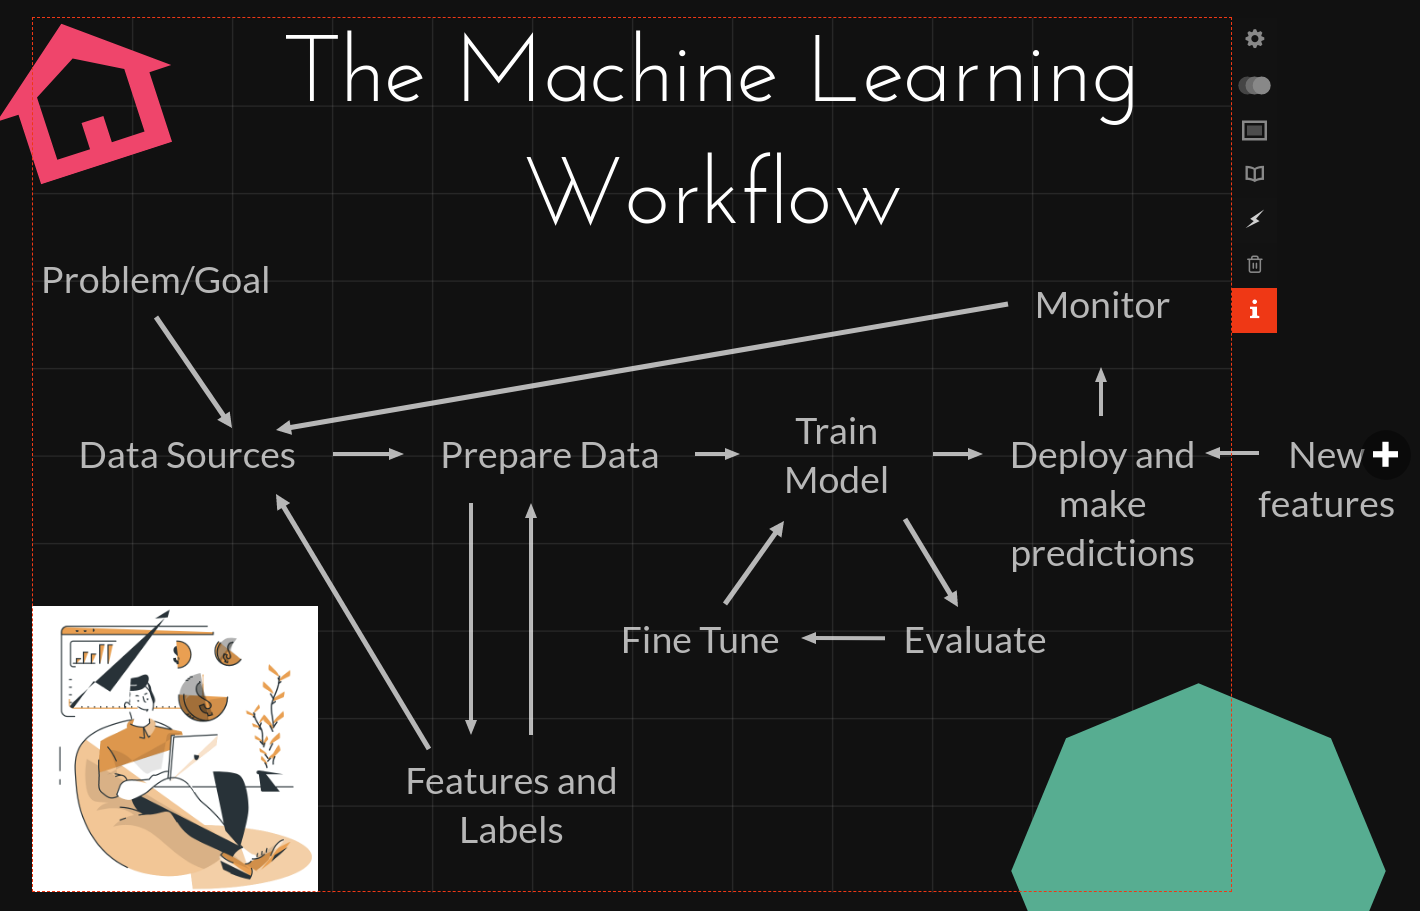 The Machine Learning
Workflow
Problem/Goal
Monitor
Data Sources
Prepare Data
Train
Model
Deploy and
make
predictions
New
features
Fine Tune
Evaluate
Features and
Labels